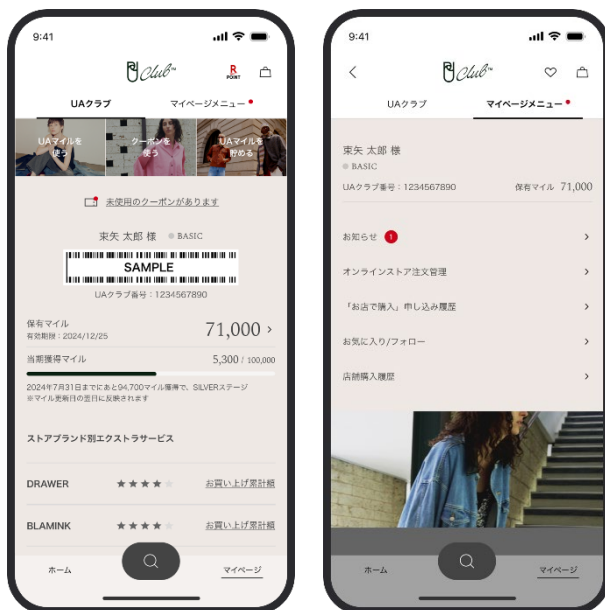 9:41
Club™
R
POINT
UAクラブ
マイページメニュー
UAマイルを
使う
クーポンを
使う
UAマイルを
貯める
未使用のクーポンがあります
東矢 太郎 様
BASIC
SAMPLE
UAクラブ番号：1234567890
保有マイル
有効期限：2024/12/25
71,000 >
当期獲得マイル
5,300 / 100,000
2024年7月31日までにあと94,700マイル獲得で、SILVERステージ
※マイル更新日の翌日に反映されます
ストアブランド別エクストラサービス
DRAWER ★★★★★ お買い上げ累計額
BLAMINK ★★★★★ お買い上げ累計額
ホーム
マイページ
9:41
Club™
UAクラブ
マイページメニュー
東矢 太郎 様
BASIC
UAクラブ番号：1234567890
保有マイル 71,000
お知らせ 1 >
オンラインストア注文管理 >
「お店で購入」申し込み履歴 >
お気に入り/フォロー >
店舗購入履歴 >
ホーム
マイページ